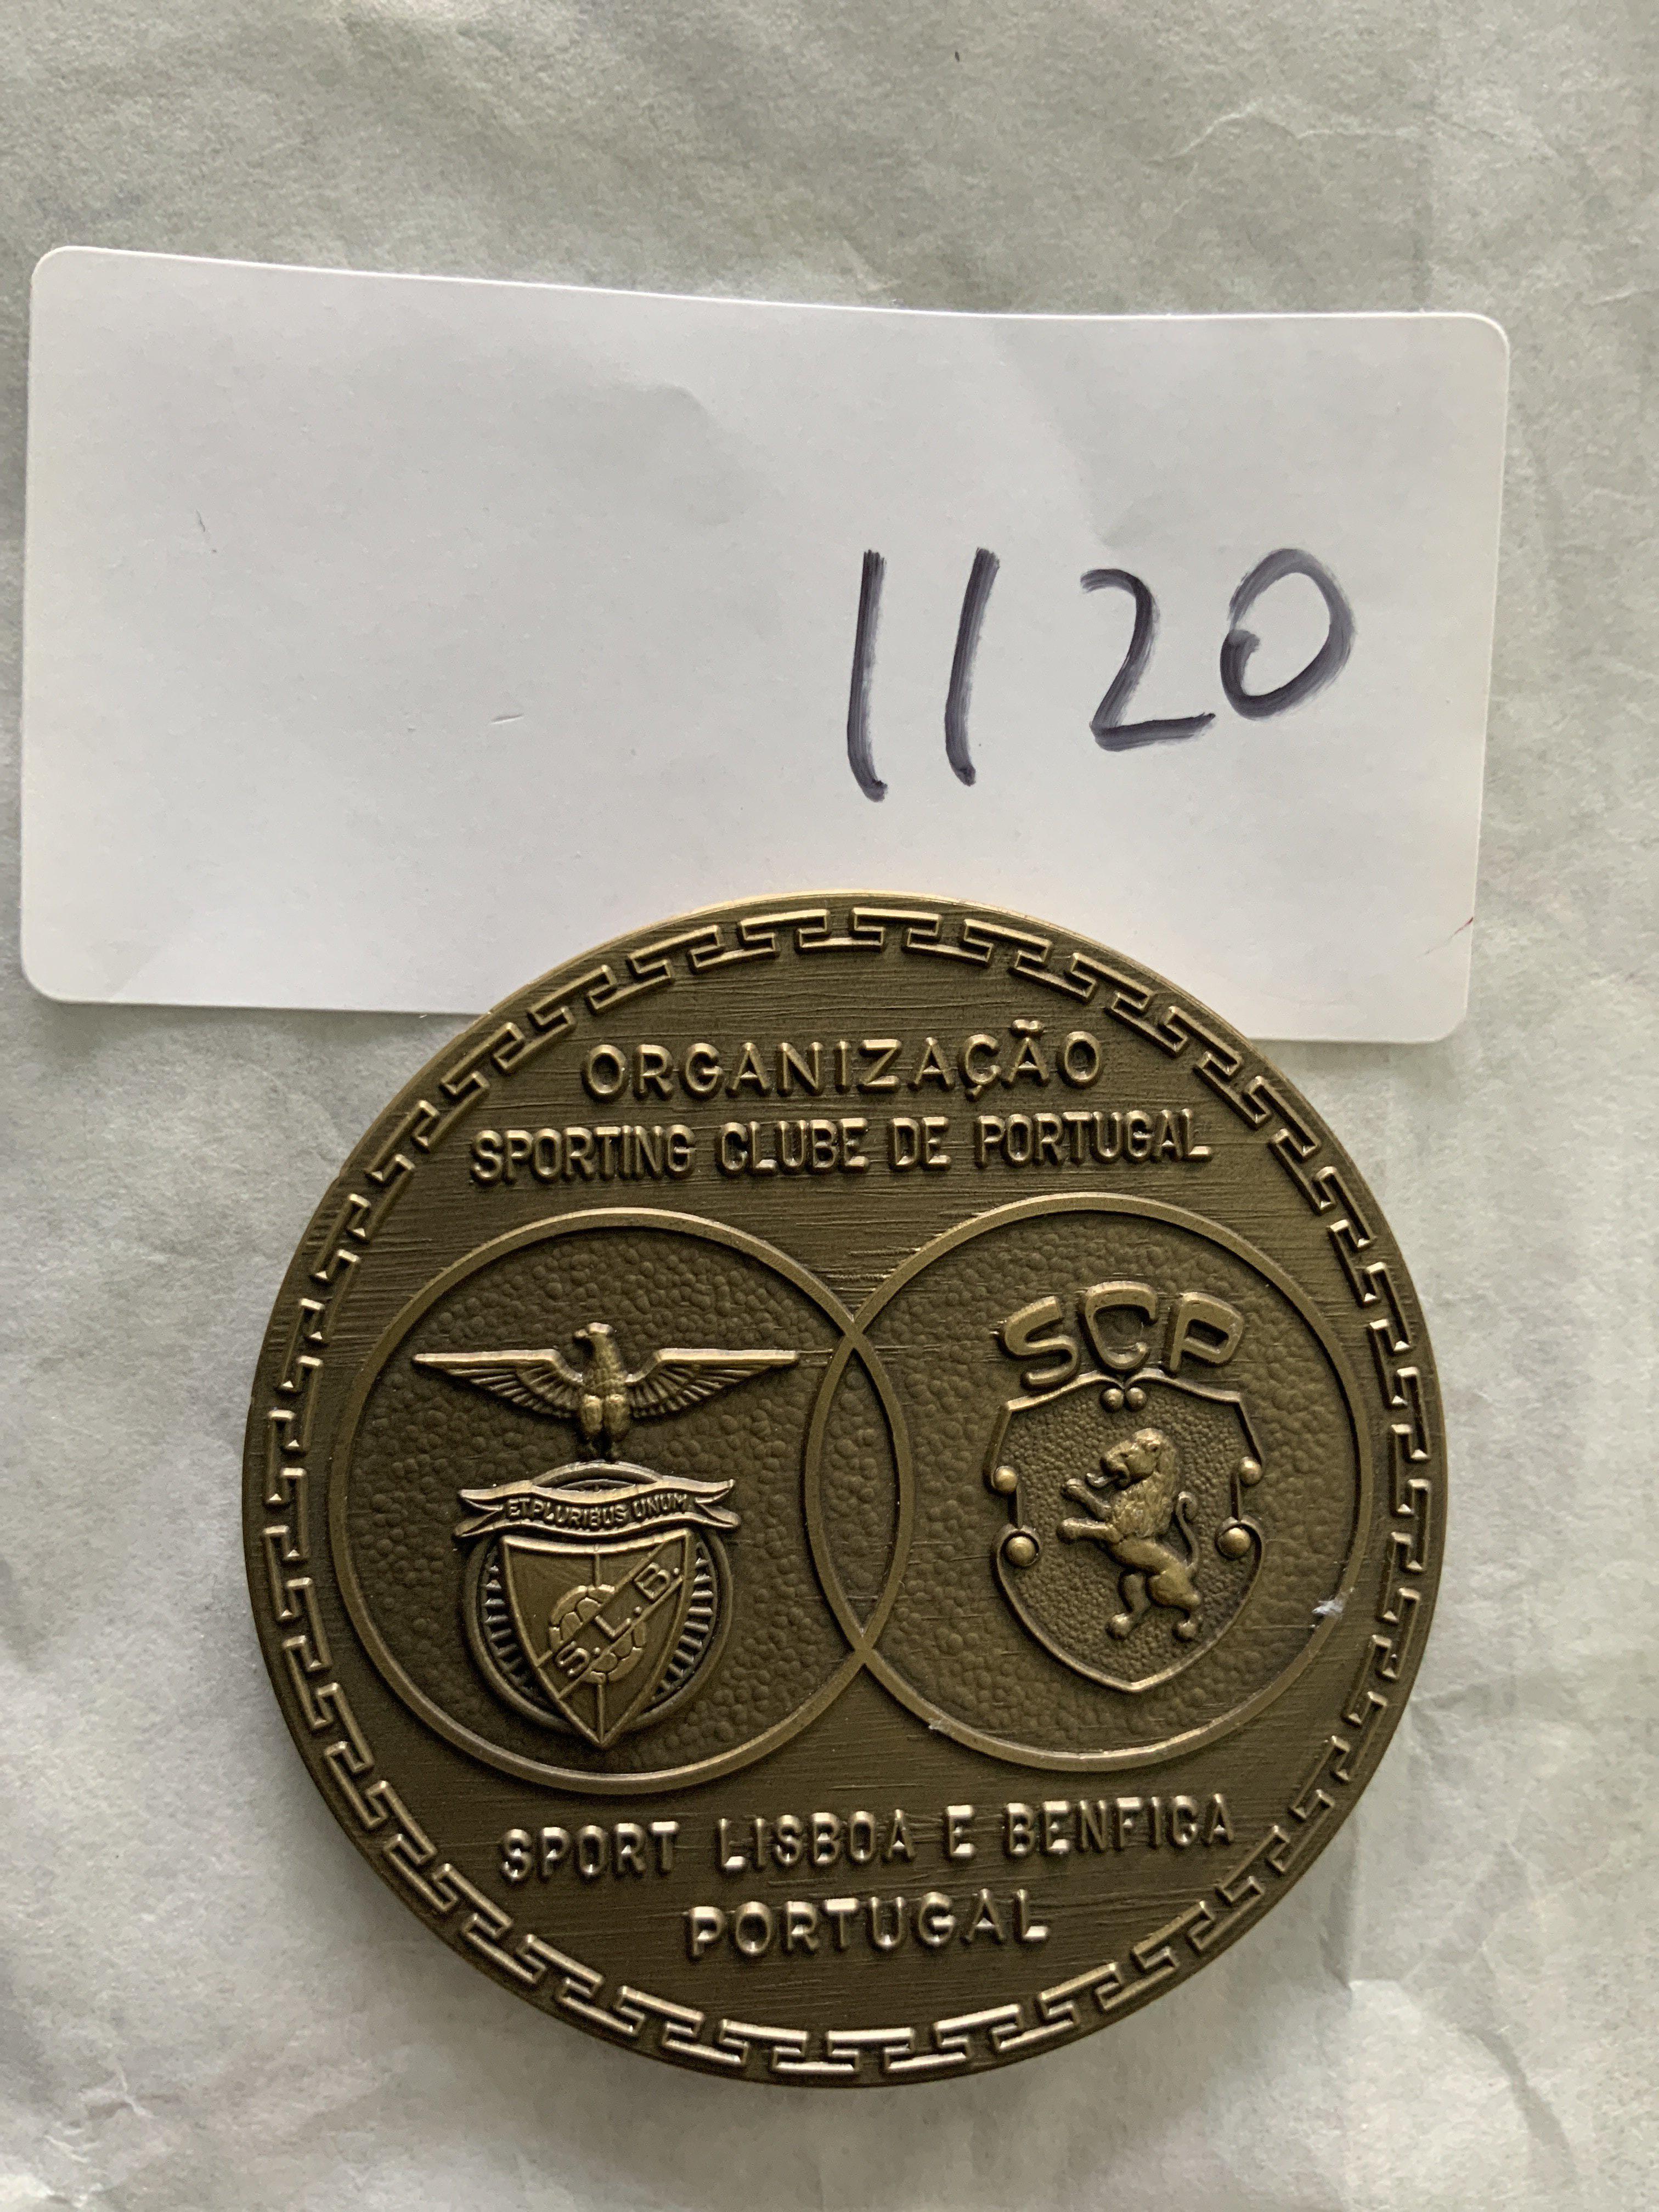 1120
ORGANIZAÇÃO
SPORTING CLUBE DE PORTUGAL
SCP
ET PLURIBUS UNUM
S.L.B.
SPORT LISBOA E BENFICA
PORTUGAL